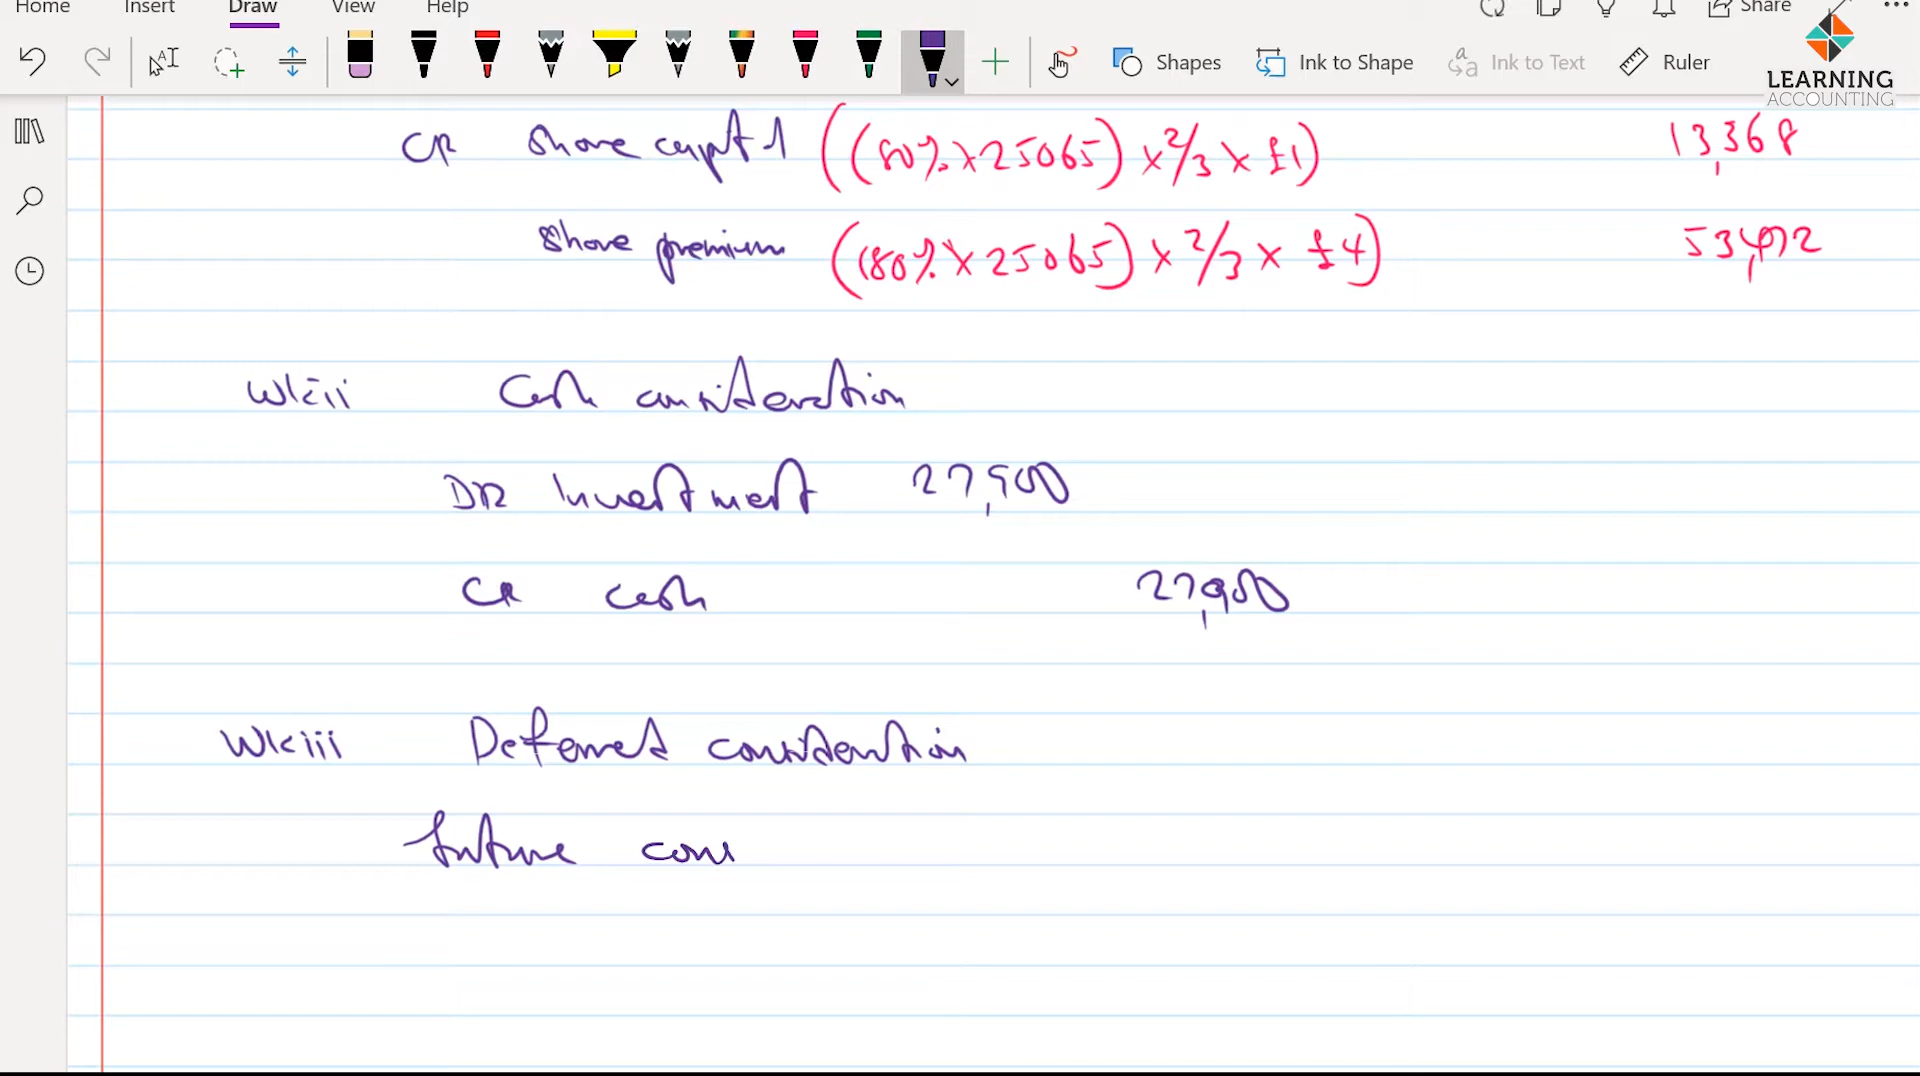 Home Insert Draw View Help Share
Shapes Ink to Shape Ink to Text Ruler
LEARNING
ACCOUNTING
CR Share capital ((80% x 25065) x 2/3 x £1) 13,368
Share premium ((80% x 25065) x 2/3 x £4) 53,472
Wkii Cash consideration
DR Investment 27,900
CR cash 27,900
Wkiii Deferred consideration
future cons